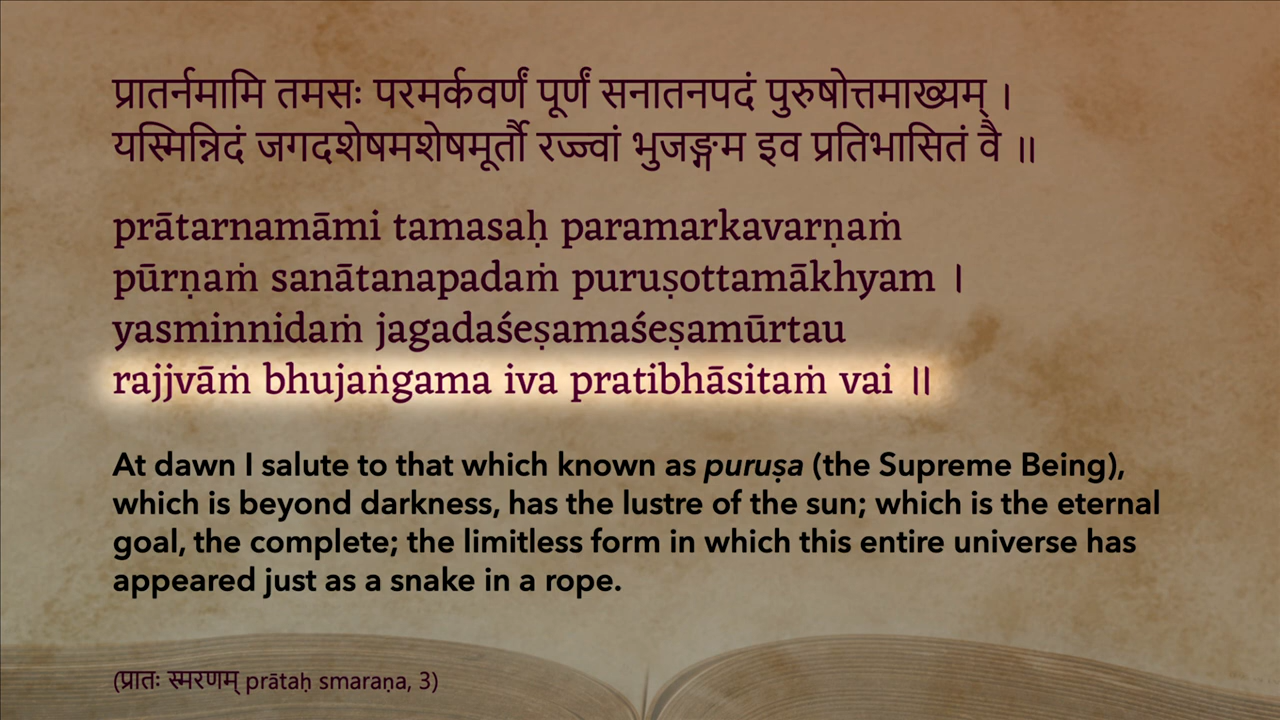 प्रातर्नमामि तमसः परमर्कवर्णं पूर्णं सनातनपदं पुरुषोत्तमाख्यम् ।
यस्मिन्निदं जगदशेषमशेषमूर्तौ रज्ज्वां भुजङ्गम इव प्रतिभासितं वै ॥
prātarnamāmi tamasaḥ paramarkavarṇaṁ
pūrṇaṁ sanātanapadaṁ puruṣottamākhyam ।
yasminnidaṁ jagadaśeṣamaśeṣamūrtau
rajjvāṁ bhujaṅgama iva pratibhāsitaṁ vai ॥
At dawn I salute to that which known as puruṣa (the Supreme Being),
which is beyond darkness, has the lustre of the sun; which is the eternal
goal, the complete; the limitless form in which this entire universe has
appeared just as a snake in a rope.
(प्रातः स्मरणम् prātaḥ smaraṇa, 3)